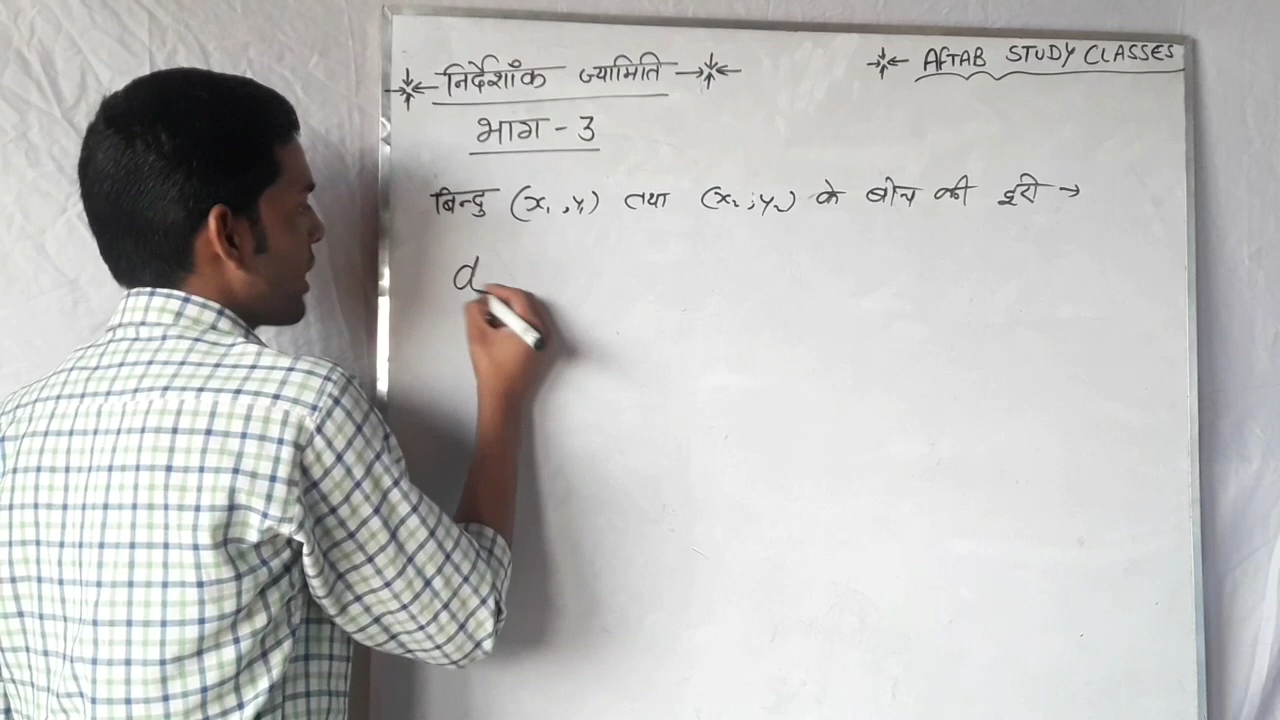 निर्देशांक ज्यामिति
AFTAB STUDY CLASSES
भाग - 3
बिन्दु (x₁, y₁) तथा (x₂, y₂) के बीच की दूरी →
d